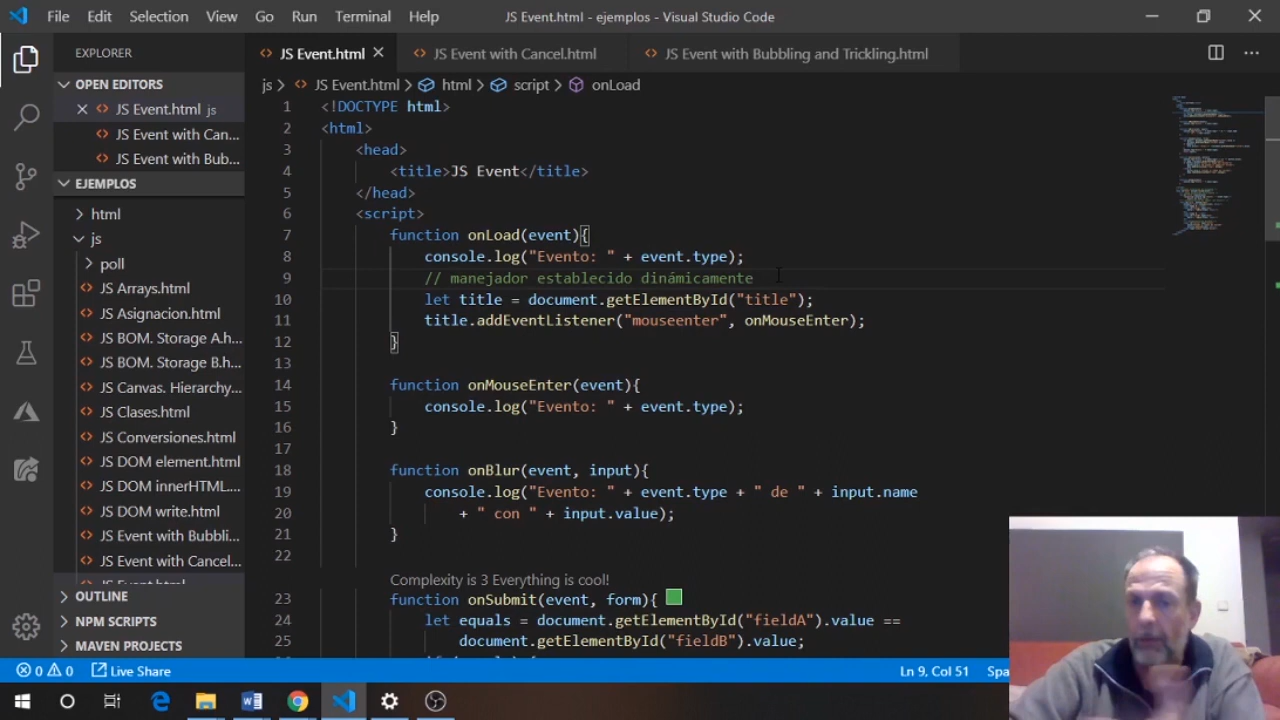 File Edit Selection View Go Run Terminal Help JS Event.html - ejemplos - Visual Studio Code
EXPLORER
JS Event.html JS Event with Cancel.html JS Event with Bubbling and Trickling.html
OPEN EDITORS
JS Event.html js
JS Event with Can...
JS Event with Bub...
EJEMPLOS
html
js
poll
JS Arrays.html
JS Asignacion.html
JS BOM. Storage A.h...
JS BOM. Storage B.h...
JS Canvas. Hierarchy...
JS Clases.html
JS Conversiones.html
JS DOM element.html
JS DOM innerHTML...
JS DOM write.html
JS Event with Bubbli...
JS Event with Cancel...
JS Event.html
OUTLINE
NPM SCRIPTS
MAVEN PROJECTS
js JS Event.html html script onLoad
1 <!DOCTYPE html>
2 <html>
3 <head>
4 <title>JS Event</title>
5 </head>
6 <script>
7 function onLoad(event){
8 console.log("Evento: " + event.type);
9 // manejador establecido dinámicamente
10 let title = document.getElementById("title");
11 title.addEventListener("mouseenter", onMouseEnter);
12 }
13
14 function onMouseEnter(event){
15 console.log("Evento: " + event.type);
16 }
17
18 function onBlur(event, input){
19 console.log("Evento: " + event.type + " de " + input.name
20 + " con " + input.value);
21 }
22
Complexity is 3 Everything is cool!
23 function onSubmit(event, form){
24 let equals = document.getElementById("fieldA").value ==
25 document.getElementById("fieldB").value;
0 0 Live Share Ln 9, Col 51 Spa